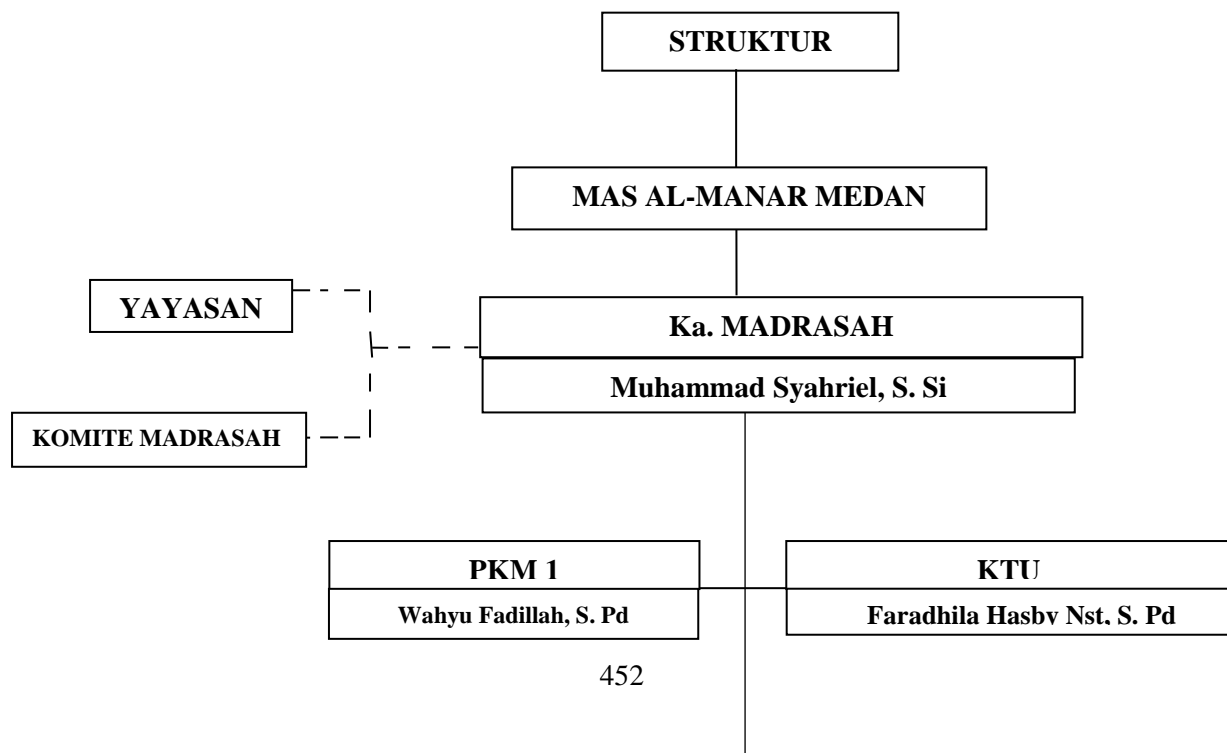 STRUKTUR
MAS AL-MANAR MEDAN
YAYASAN
Ka. MADRASAH
Muhammad Syahriel, S. Si
KOMITE MADRASAH
PKM 1
KTU
Wahyu Fadillah, S. Pd
Faradhila Hasby Nst, S. Pd
452